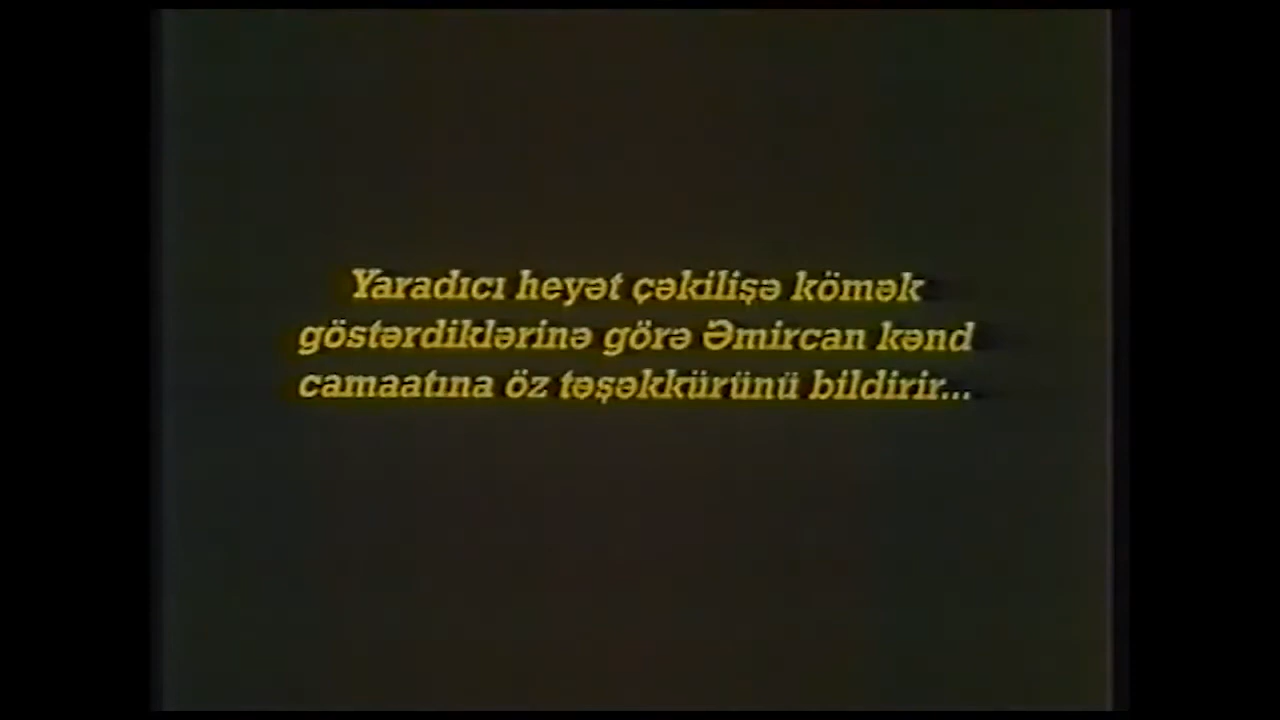 Yaradıcı heyət çəkilişə kömək
göstərdiklərinə görə Əmircan kənd
camaatına öz təşəkkürünü bildirir...